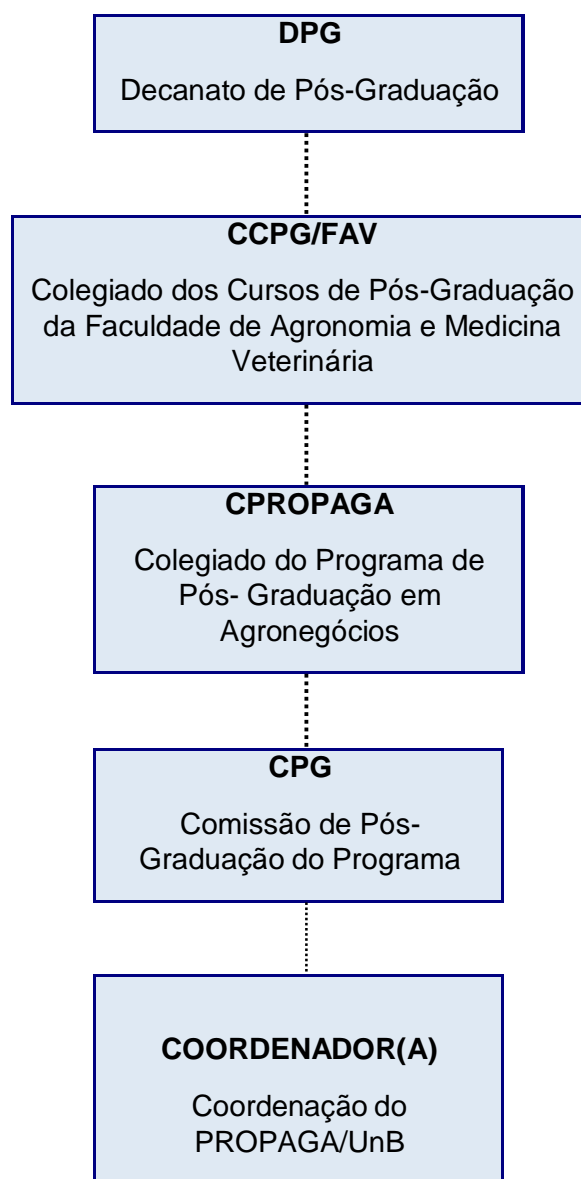 DPG
Decanato de Pós-Graduação
CCPG/FAV
Colegiado dos Cursos de Pós-Graduação
da Faculdade de Agronomia e Medicina
Veterinária
CPROPAGA
Colegiado do Programa de
Pós- Graduação em
Agronegócios
CPG
Comissão de Pós-
Graduação do Programa
COORDENADOR(A)
Coordenação do
PROPAGA/UnB